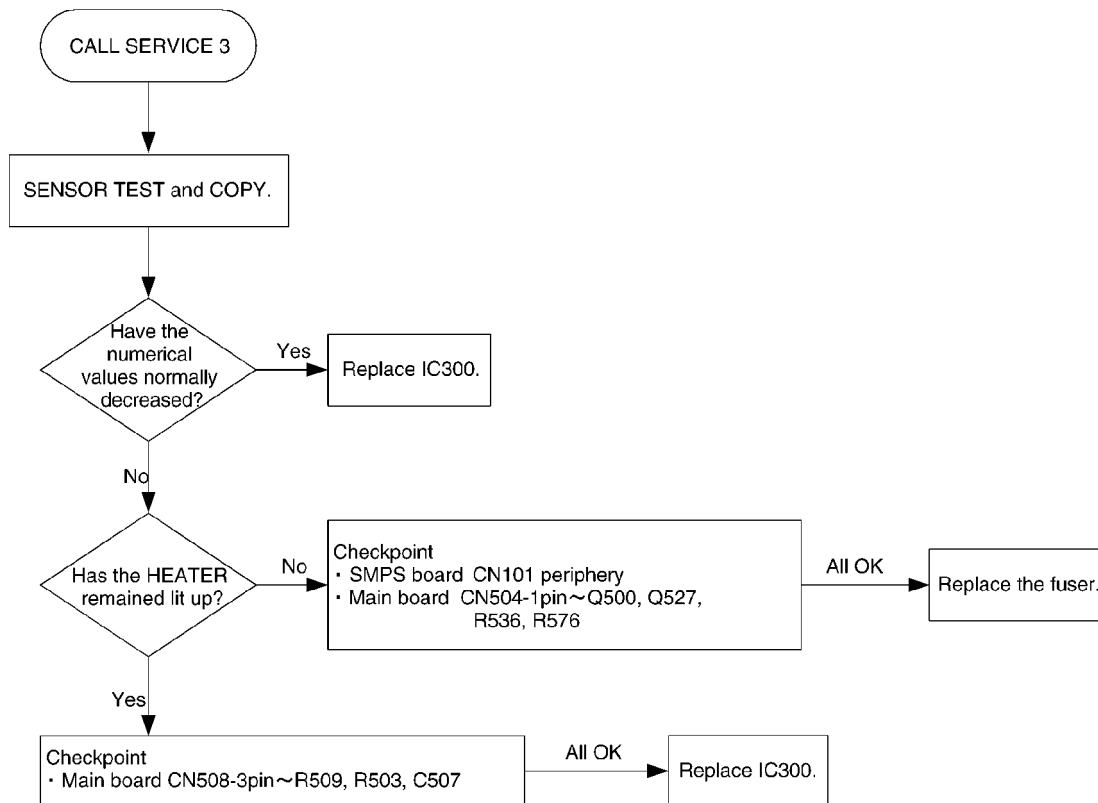 CALL SERVICE 3
SENSOR TEST and COPY.
Have the
numerical
values normally
decreased?
Yes
Replace IC300.
No
Has the HEATER
remained lit up?
No
Checkpoint
・SMPS board CN101 periphery
・Main board CN504-1pin～Q500, Q527,
R536, R576
All OK
Replace the fuser.
Yes
Checkpoint
・Main board CN508-3pin～R509, R503, C507
All OK
Replace IC300.